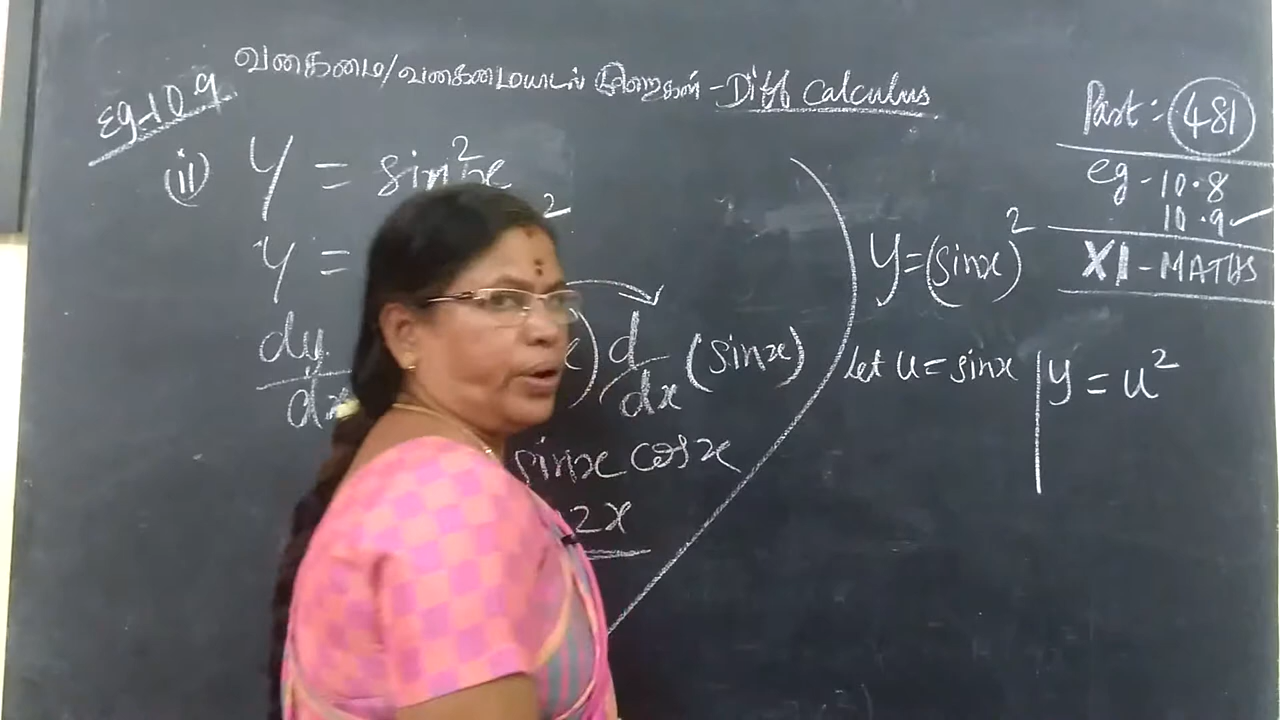 வகைமை/வகைமையிடல் முறைகள் - Diff Calculus
Eg-10.9
(ii) y = sin²x
y = 2
dy/dx x) d/dx (sinx)
sinx cosx
2x
y=(sinx)²
let u = sinx | y = u²
Part: 481
eg - 10.8
10.9 ✓
XI - MATHS